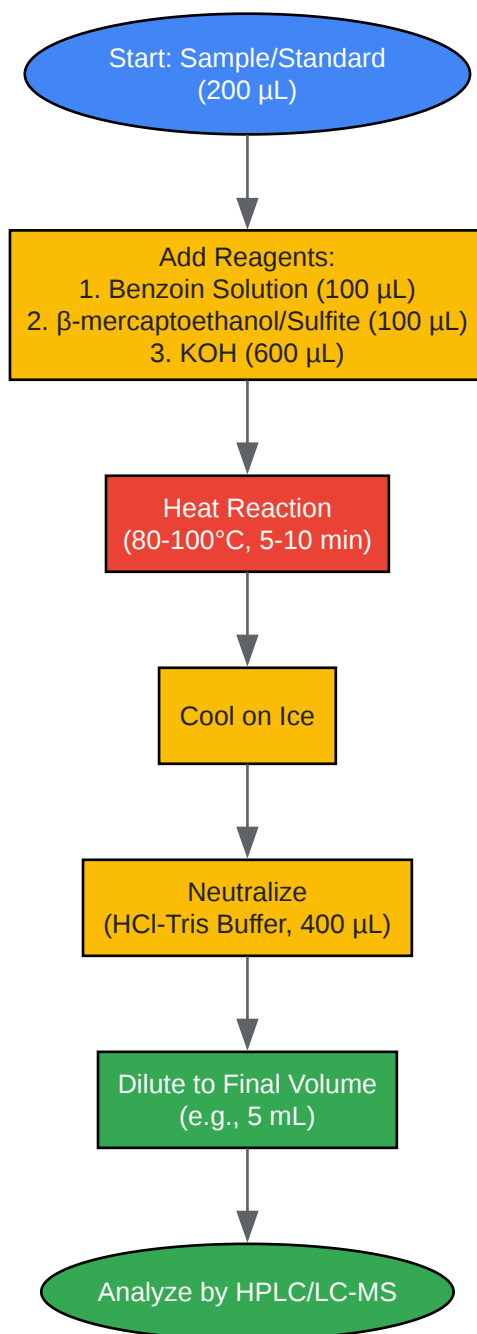 Start: Sample/Standard
(200 µL)
Add Reagents:
1. Benzoin Solution (100 µL)
2. β-mercaptoethanol/Sulfite (100 µL)
3. KOH (600 µL)
Heat Reaction
(80-100°C, 5-10 min)
Cool on Ice
Neutralize
(HCl-Tris Buffer, 400 µL)
Dilute to Final Volume
(e.g., 5 mL)
Analyze by HPLC/LC-MS